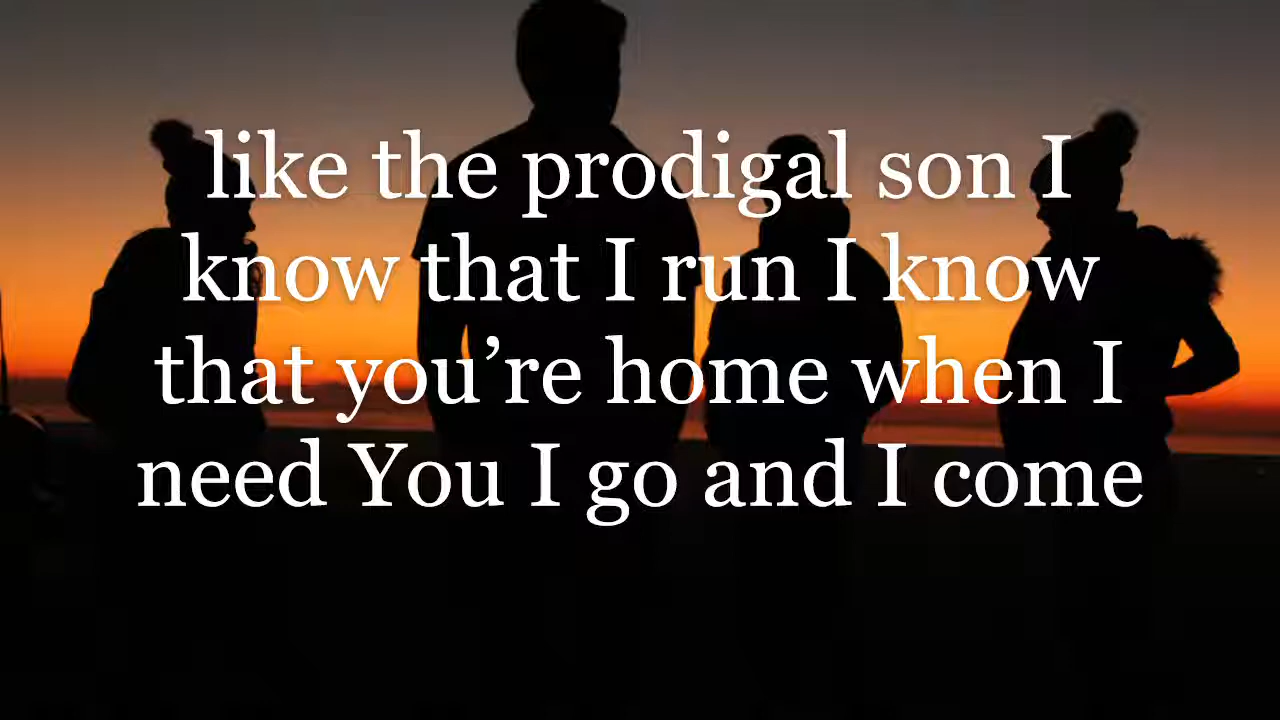 like the prodigal son I
know that I run I know
that you’re home when I
need You I go and I come